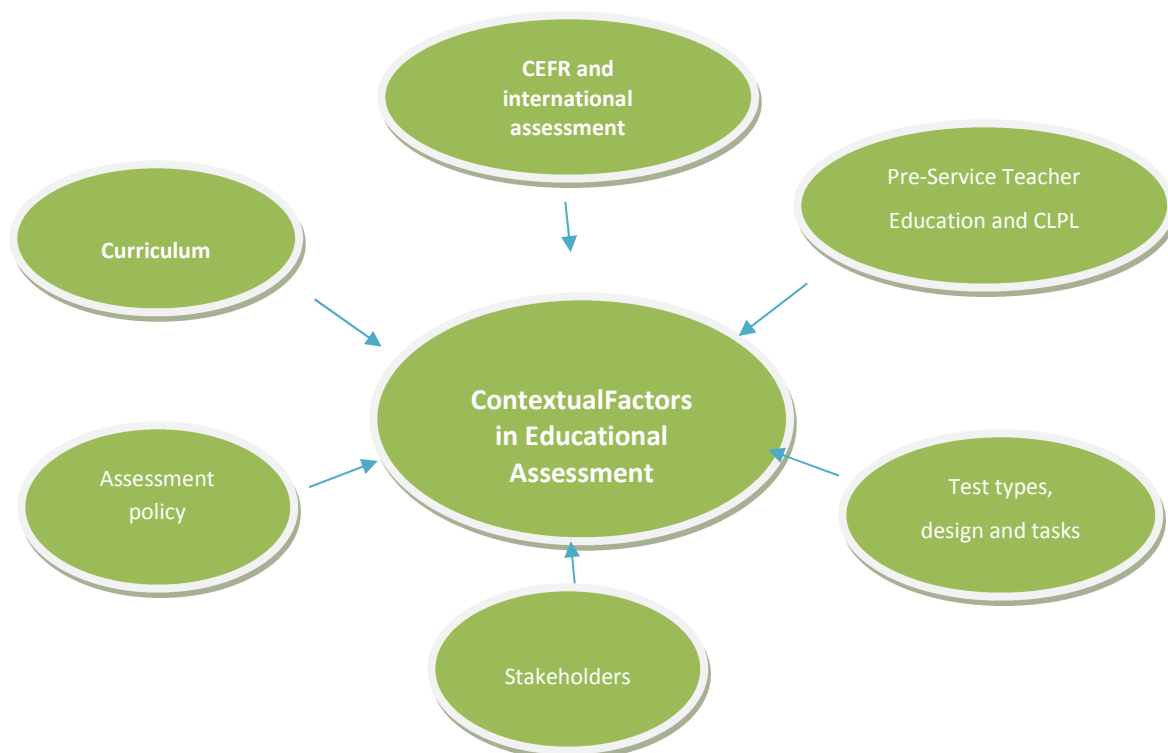 CEFR and
international
assessment
Pre-Service Teacher
Education and CLPL
Curriculum
ContextualFactors
in Educational
Assessment
Assessment
policy
Test types,
design and tasks
Stakeholders